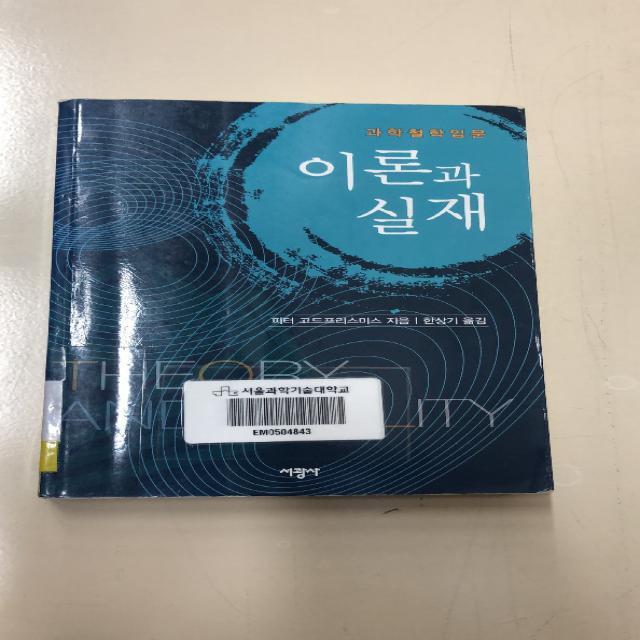 과학철학입문
이론과
실재
피터 고드프리스미스 지음 | 한상기 옮김
THEORY
AND LITY
서울과학기술대학교
EM0504843
서광사